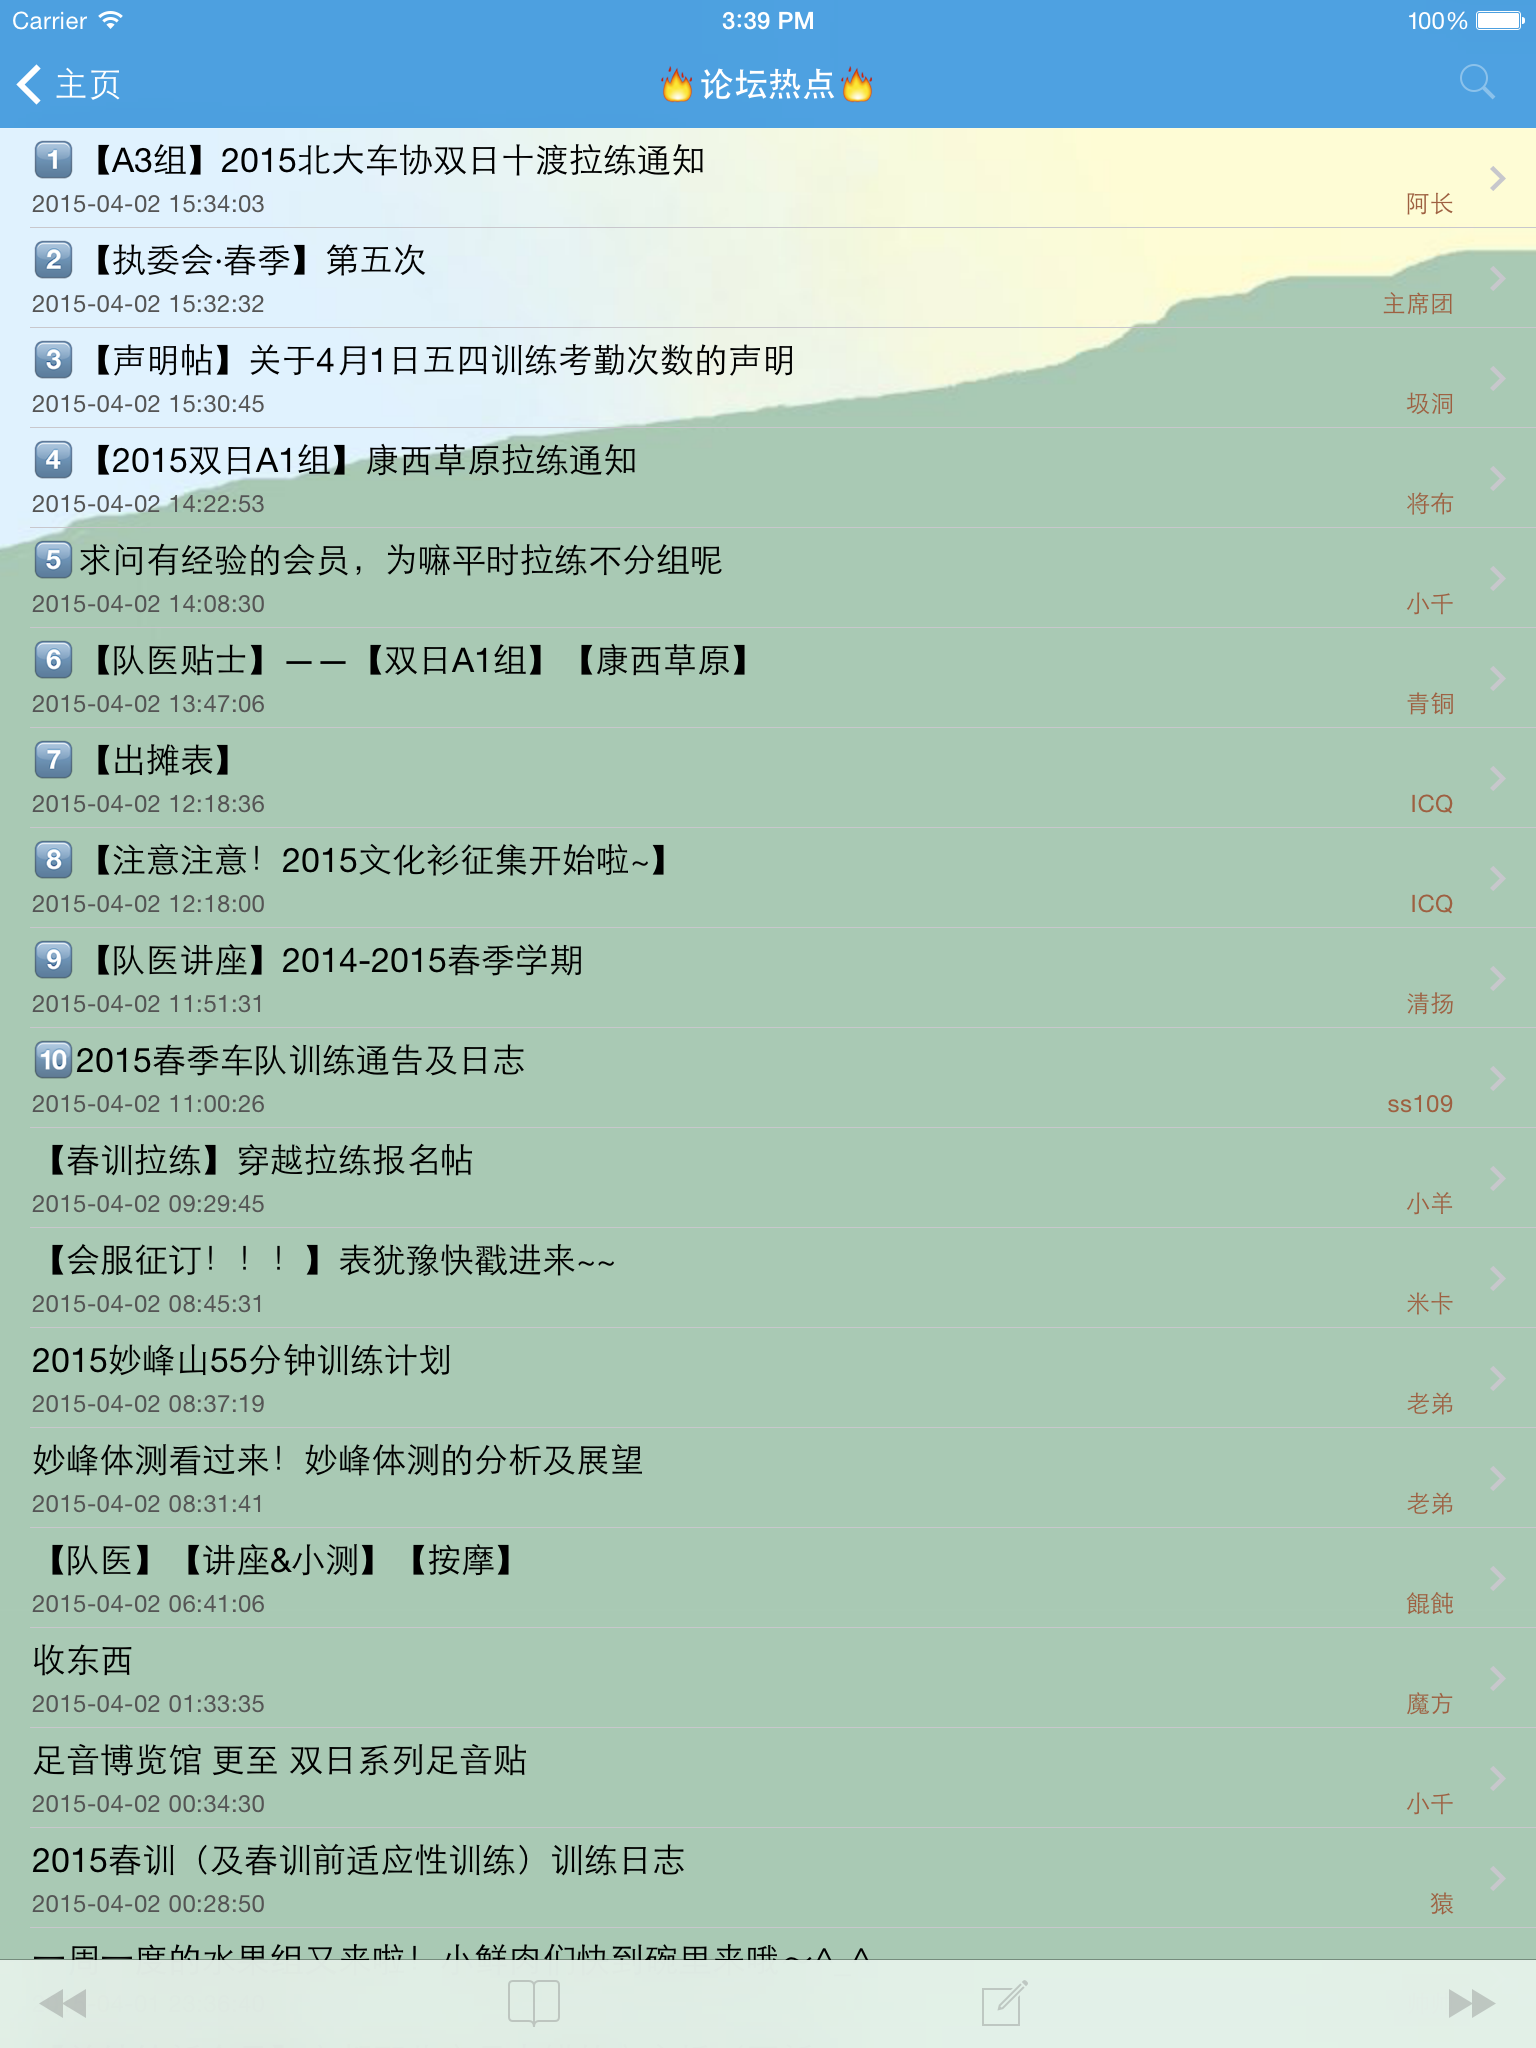 Carrier 3:39 PM 100%
主页 🔥论坛热点🔥
1 【A3组】2015北大车协双日十渡拉练通知
2015-04-02 15:34:03 阿长
2 【执委会·春季】第五次
2015-04-02 15:32:32 主席团
3 【声明帖】关于4月1日五四训练考勤次数的声明
2015-04-02 15:30:45 圾洞
4 【2015双日A1组】康西草原拉练通知
2015-04-02 14:22:53 将布
5 求问有经验的会员，为嘛平时拉练不分组呢
2015-04-02 14:08:30 小千
6 【队医贴士】——【双日A1组】【康西草原】
2015-04-02 13:47:06 青铜
7 【出摊表】
2015-04-02 12:18:36 ICQ
8 【注意注意！2015文化衫征集开始啦~】
2015-04-02 12:18:00 ICQ
9 【队医讲座】2014-2015春季学期
2015-04-02 11:51:31 清扬
10 2015春季车队训练通告及日志
2015-04-02 11:00:26 ss109
【春训拉练】穿越拉练报名帖
2015-04-02 09:29:45 小羊
【会服征订！！！】表犹豫快戳进来~~
2015-04-02 08:45:31 米卡
2015妙峰山55分钟训练计划
2015-04-02 08:37:19 老弟
妙峰体测看过来！妙峰体测的分析及展望
2015-04-02 08:31:41 老弟
【队医】【讲座&小测】【按摩】
2015-04-02 06:41:06 餛飩
收东西
2015-04-02 01:33:35 魔方
足音博览馆 更至 双日系列足音贴
2015-04-02 00:34:30 小千
2015春训（及春训前适应性训练）训练日志
2015-04-02 00:28:50 猿
一周一度的水果组又来啦！小鲜肉们快到碗里来哦~^_^